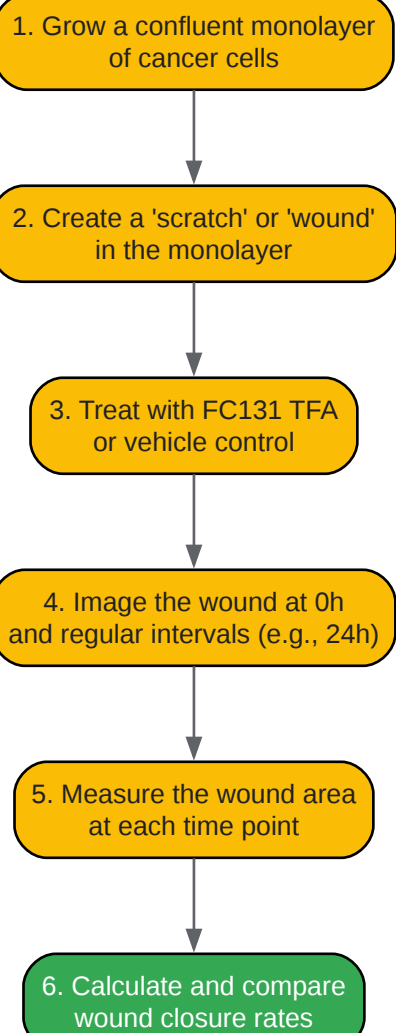 1. Grow a confluent monolayer
of cancer cells
2. Create a 'scratch' or 'wound'
in the monolayer
3. Treat with FC131 TFA
or vehicle control
4. Image the wound at 0h
and regular intervals (e.g., 24h)
5. Measure the wound area
at each time point
6. Calculate and compare
wound closure rates